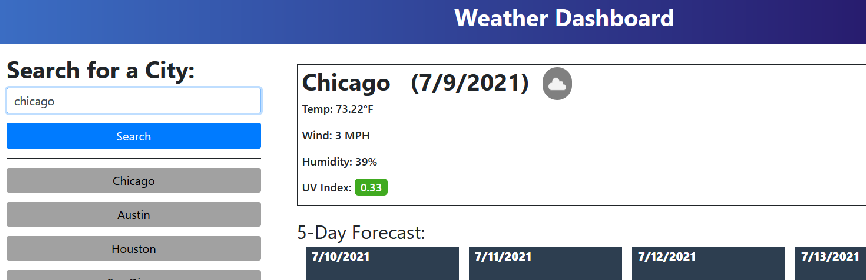 Weather Dashboard
Search for a City:
chicago
Search
Chicago
Austin
Houston
Chicago (7/9/2021)
Temp: 73.22°F
Wind: 3 MPH
Humidity: 39%
UV Index: 0.33
5-Day Forecast:
7/10/2021 7/11/2021 7/12/2021 7/13/2021